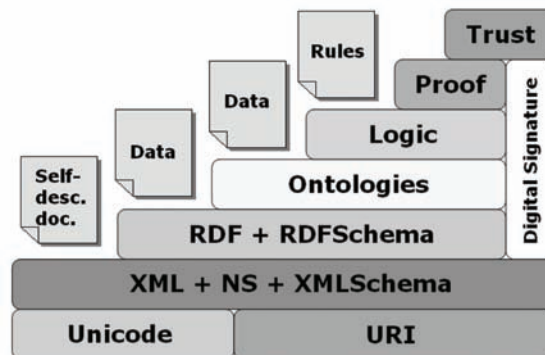 Trust
Rules
Proof
Data
Logic
Data
Ontologies
Digital Signature
Self-
desc.
doc.
RDF + RDFSchema
XML + NS + XMLSchema
Unicode
URI